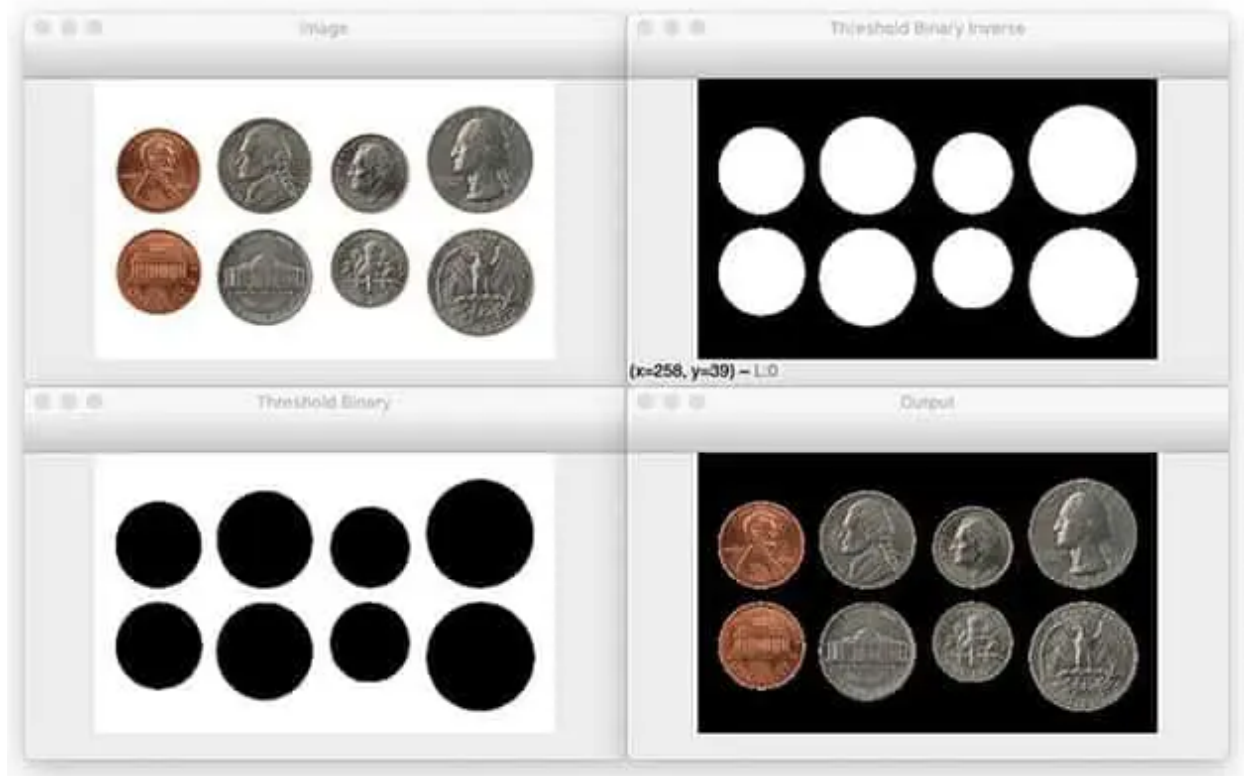 Image
Threshold Binary Inverse
(x=258, y=39) – L:0
Threshold Binary
Output